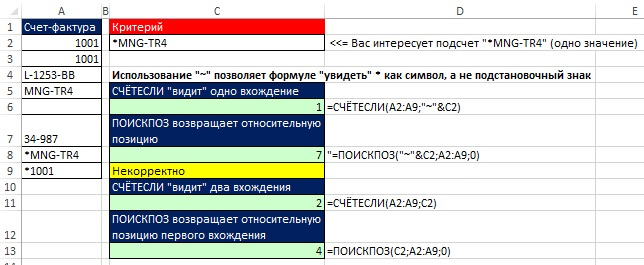 A B C D E
1 Счет-фактура Критерий
2 1001 *MNG-TR4 <<= Вас интересует подсчет "*MNG-TR4" (одно значение)
3 1001
4 L-1253-BB Использование "~" позволяет формуле "увидеть" * как символ, а не подстановочный знак
5 MNG-TR4 СЧЁТЕСЛИ "видит" одно вхождение
6 1 =СЧЁТЕСЛИ(A2:A9;"~"&C2)
ПОИСКПОЗ возвращает относительную
7 34-987 позицию
8 *MNG-TR4 7 "=ПОИСКПОЗ("~"&C2;A2:A9;0)
9 *1001 Некорректно
10 СЧЁТЕСЛИ "видит" два вхождения
11 2 =СЧЁТЕСЛИ(A2:A9;C2)
ПОИСКПОЗ возвращает относительную
12 позицию первого вхождения
13 4 =ПОИСКПОЗ(C2;A2:A9;0)